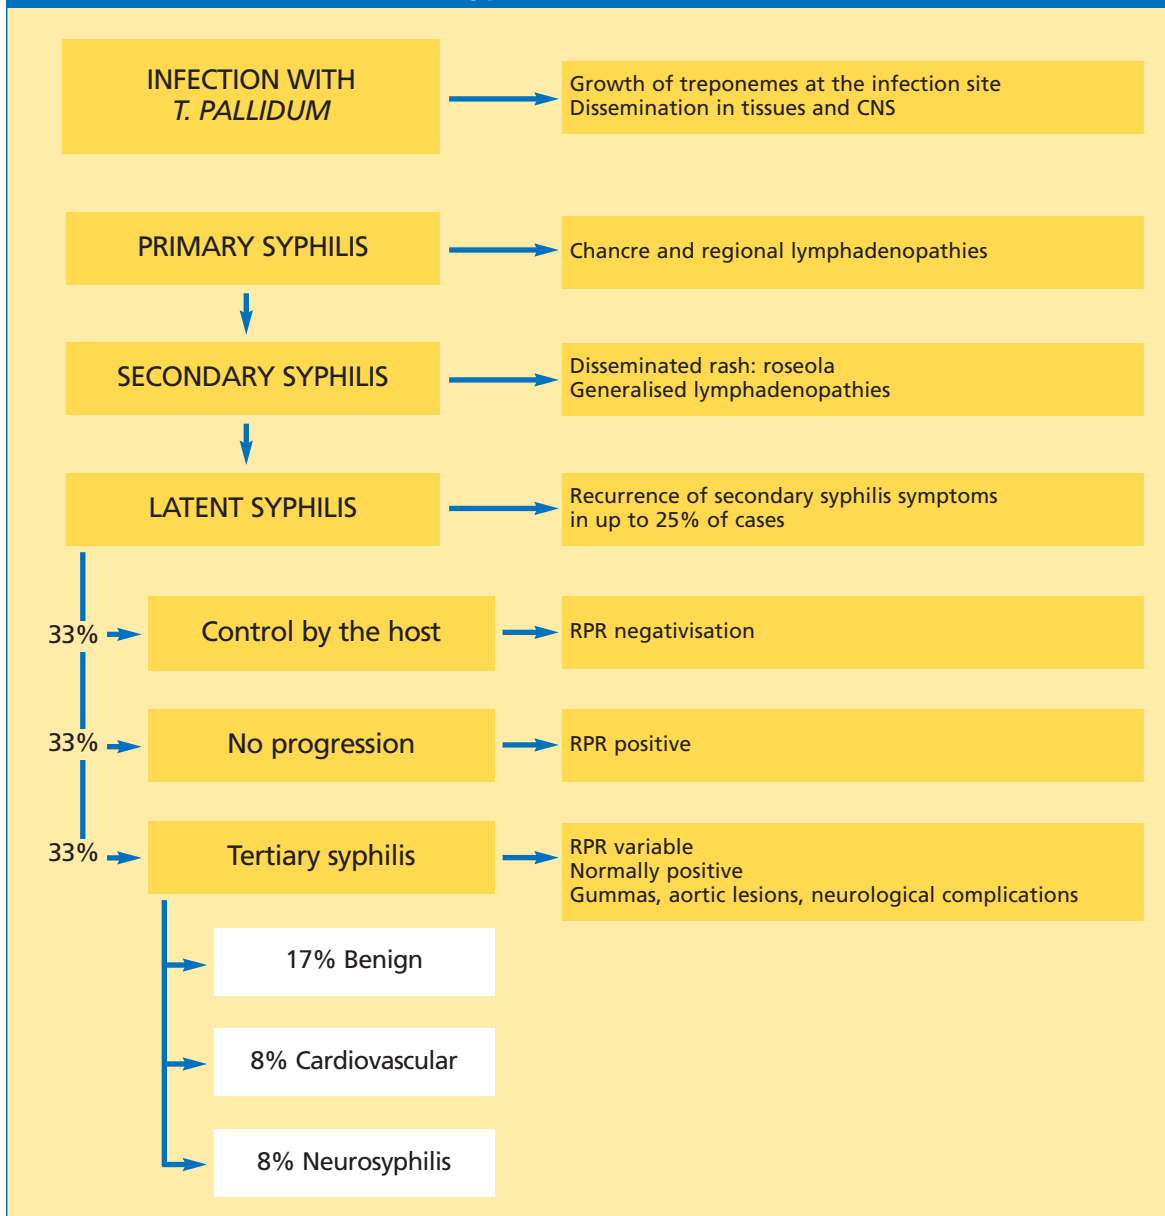 INFECTION WITH
T. PALLIDUM
Growth of treponemes at the infection site
Dissemination in tissues and CNS
PRIMARY SYPHILIS
Chancre and regional lymphadenopathies
SECONDARY SYPHILIS
Disseminated rash: roseola
Generalised lymphadenopathies
LATENT SYPHILIS
Recurrence of secondary syphilis symptoms
in up to 25% of cases
33%
Control by the host
RPR negativisation
33%
No progression
RPR positive
33%
Tertiary syphilis
RPR variable
Normally positive
Gummas, aortic lesions, neurological complications
17% Benign
8% Cardiovascular
8% Neurosyphilis